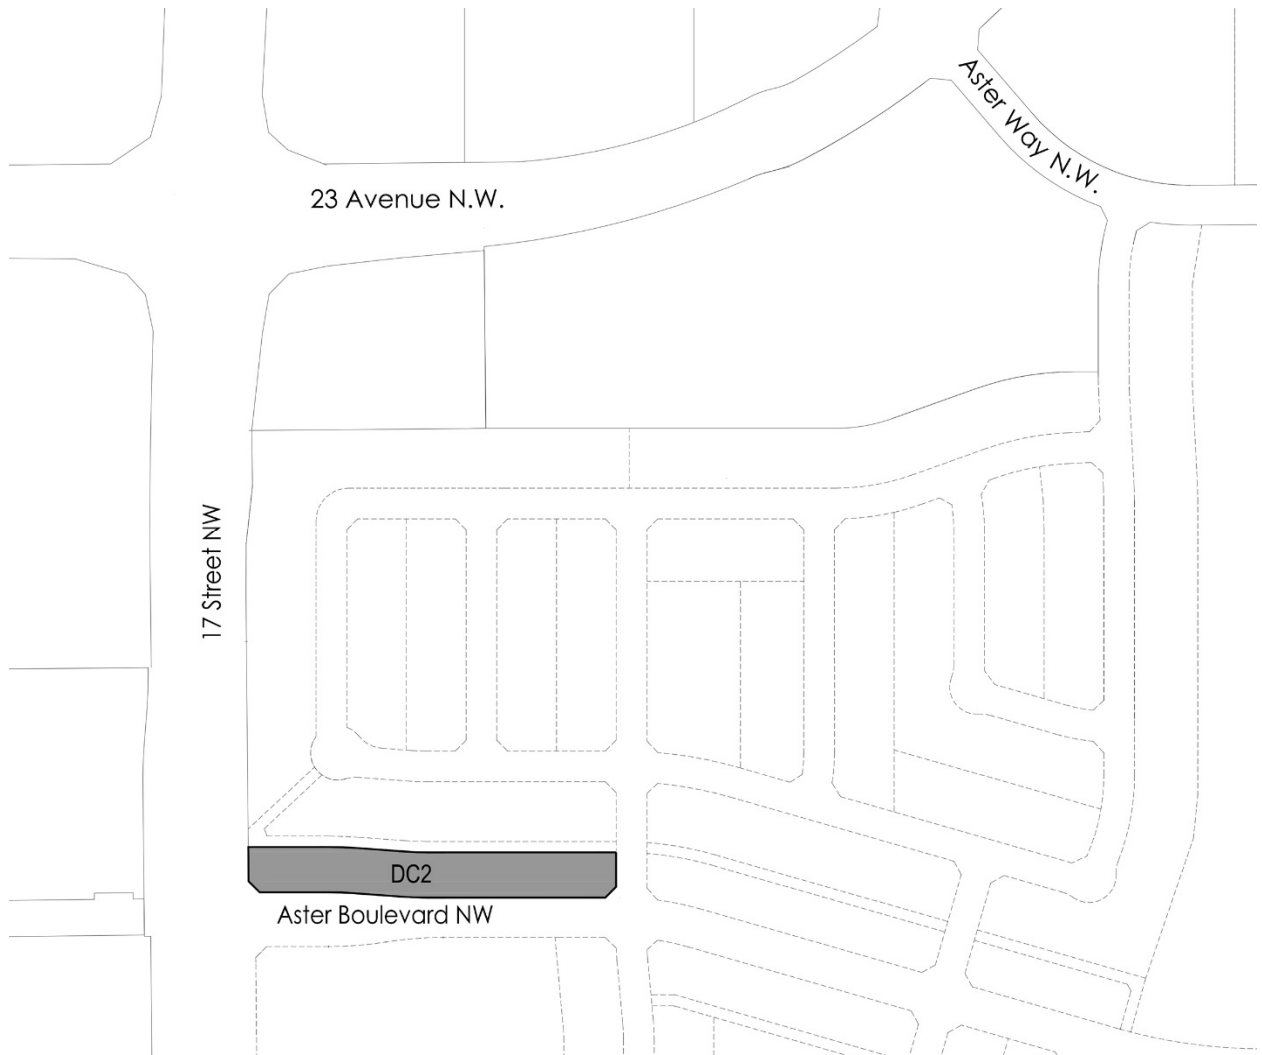 Aster Way N.W.
23 Avenue N.W.
17 Street NW
DC2
Aster Boulevard NW